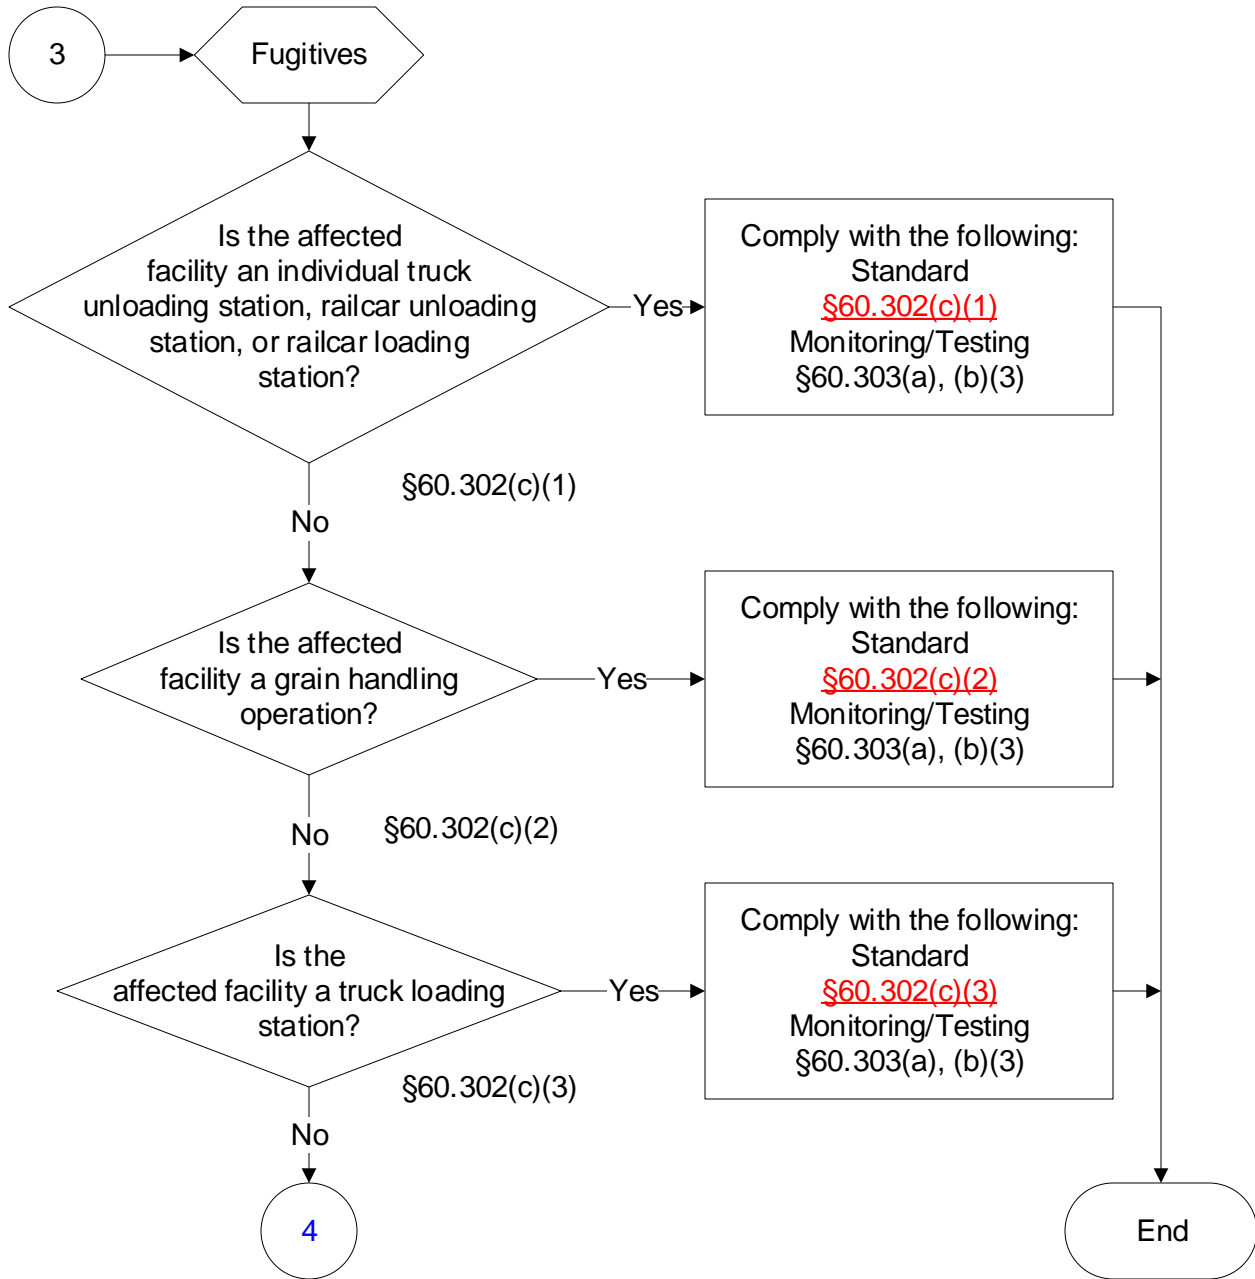 3
Fugitives
Is the affected
facility an individual truck
unloading station, railcar unloading
station, or railcar loading
station?
Yes
Comply with the following:
Standard
§60.302(c)(1)
Monitoring/Testing
§60.303(a), (b)(3)
§60.302(c)(1)
No
Is the affected
facility a grain handling
operation?
Yes
Comply with the following:
Standard
§60.302(c)(2)
Monitoring/Testing
§60.303(a), (b)(3)
No
§60.302(c)(2)
Is the
affected facility a truck loading
station?
Yes
Comply with the following:
Standard
§60.302(c)(3)
Monitoring/Testing
§60.303(a), (b)(3)
§60.302(c)(3)
No
4
End